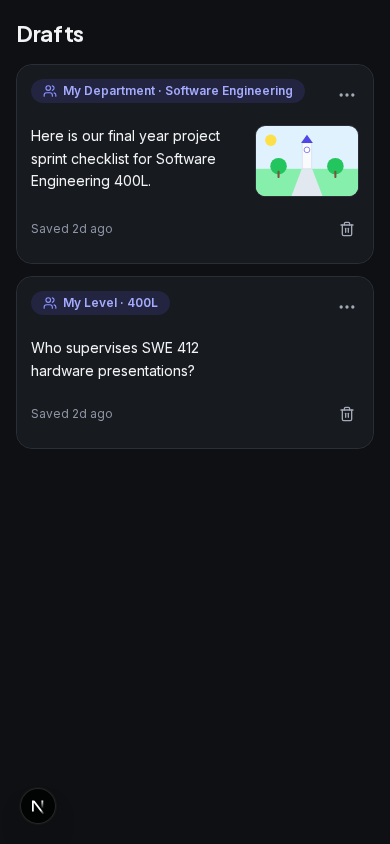 Drafts
My Department · Software Engineering
Here is our final year project
sprint checklist for Software
Engineering 400L.
Saved 2d ago
My Level · 400L
Who supervises SWE 412
hardware presentations?
Saved 2d ago
N